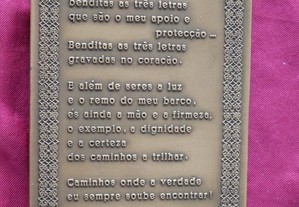 Benditas as três letras
que são o meu apoio e
protecção...
Benditas as três letras
gravadas no coração.
E além de seres a luz
e o remo do meu barco,
és ainda a mão e a firmeza,
o exemplo, a dignidade
e a certeza
dos caminhos a trilhar.
Caminhos onde a verdade
eu sempre soube encontrar!